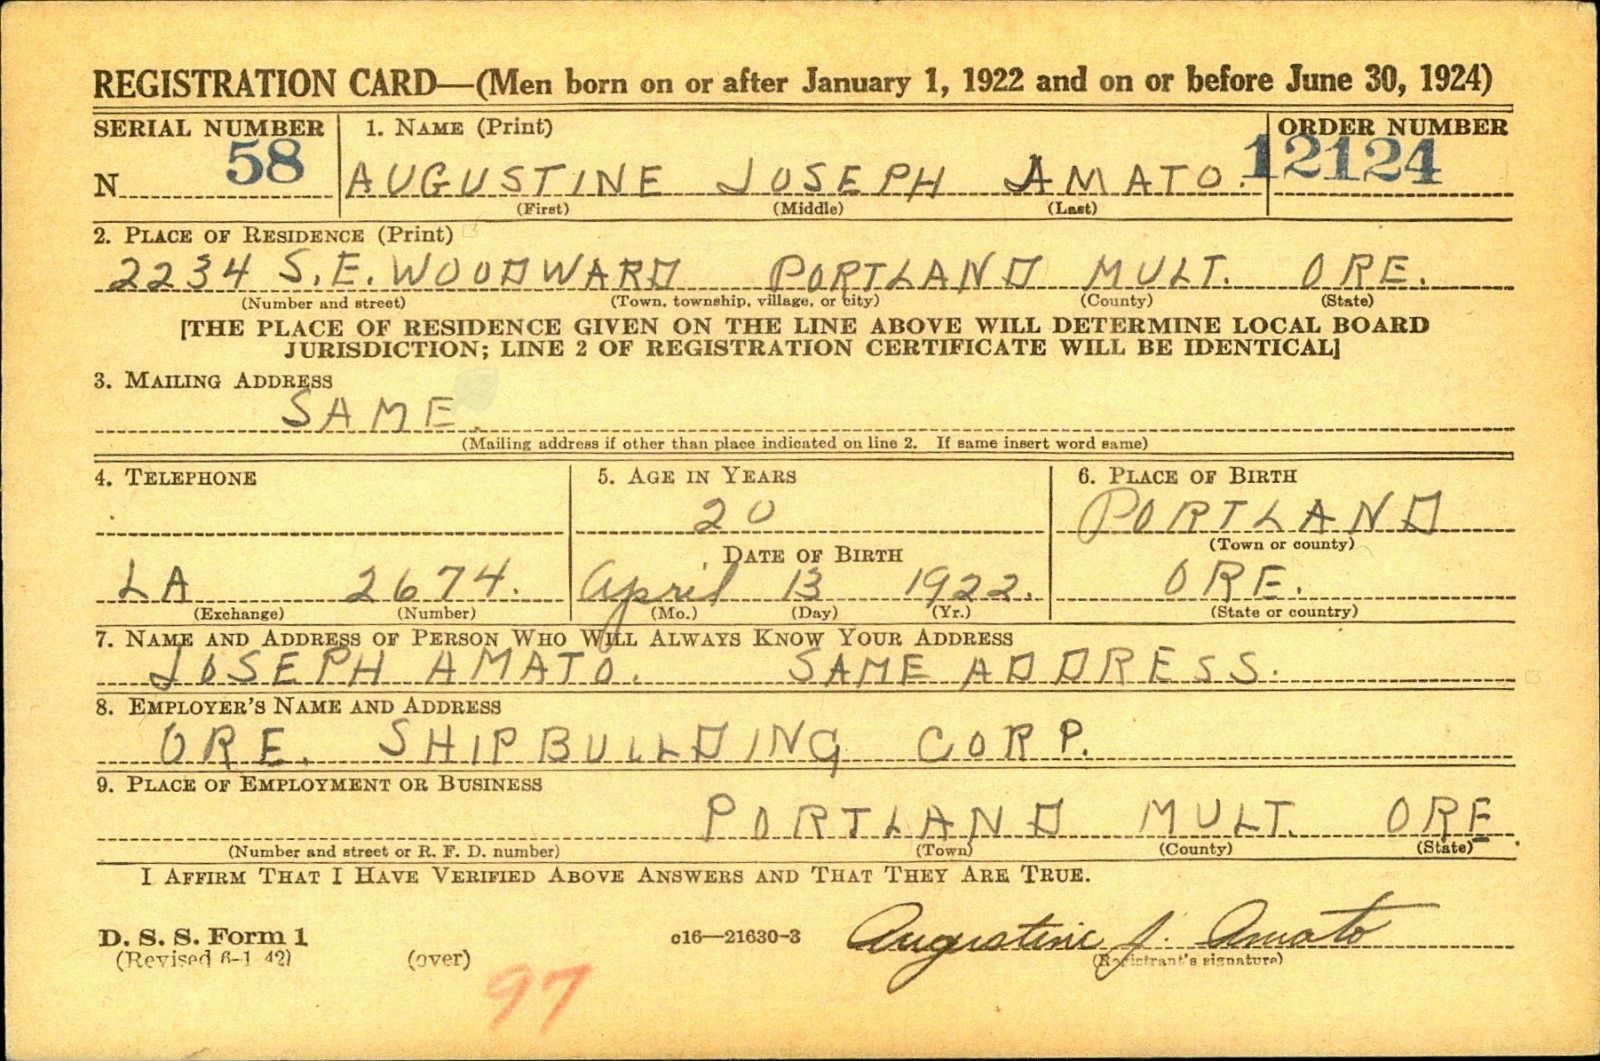 REGISTRATION CARD—(Men born on or after January 1, 1922 and on or before June 30, 1924)
SERIAL NUMBER 1. NAME (Print) ORDER NUMBER
N 58 AUGUSTINE JOSEPH AMATO. 12124
(First) (Middle) (Last)
2. PLACE OF RESIDENCE (Print)
2234 S.E. WOODWARD PORTLAND MULT. ORE.
(Number and street) (Town, township, village, or city) (County) (State)
[THE PLACE OF RESIDENCE GIVEN ON THE LINE ABOVE WILL DETERMINE LOCAL BOARD
JURISDICTION; LINE 2 OF REGISTRATION CERTIFICATE WILL BE IDENTICAL]
3. MAILING ADDRESS
SAME.
(Mailing address if other than place indicated on line 2. If same insert word same)
4. TELEPHONE 5. AGE IN YEARS 6. PLACE OF BIRTH
20 PORTLAND
DATE OF BIRTH (Town or county)
LA 2674. April 13 1922. ORE.
(Exchange) (Number) (Mo.) (Day) (Yr.) (State or country)
7. NAME AND ADDRESS OF PERSON WHO WILL ALWAYS KNOW YOUR ADDRESS
JOSEPH AMATO. SAME ADDRESS.
8. EMPLOYER'S NAME AND ADDRESS
ORE. SHIPBUILDING CORP.
9. PLACE OF EMPLOYMENT OR BUSINESS
PORTLAND MULT. ORE
(Number and street or R. F. D. number) (Town) (County) (State)
I AFFIRM THAT I HAVE VERIFIED ABOVE ANSWERS AND THAT THEY ARE TRUE.
D. S. S. Form 1 c16—21630-3 Augustine J. Amato
(Revised 6-1-42) (over) (Registrant's signature)
97